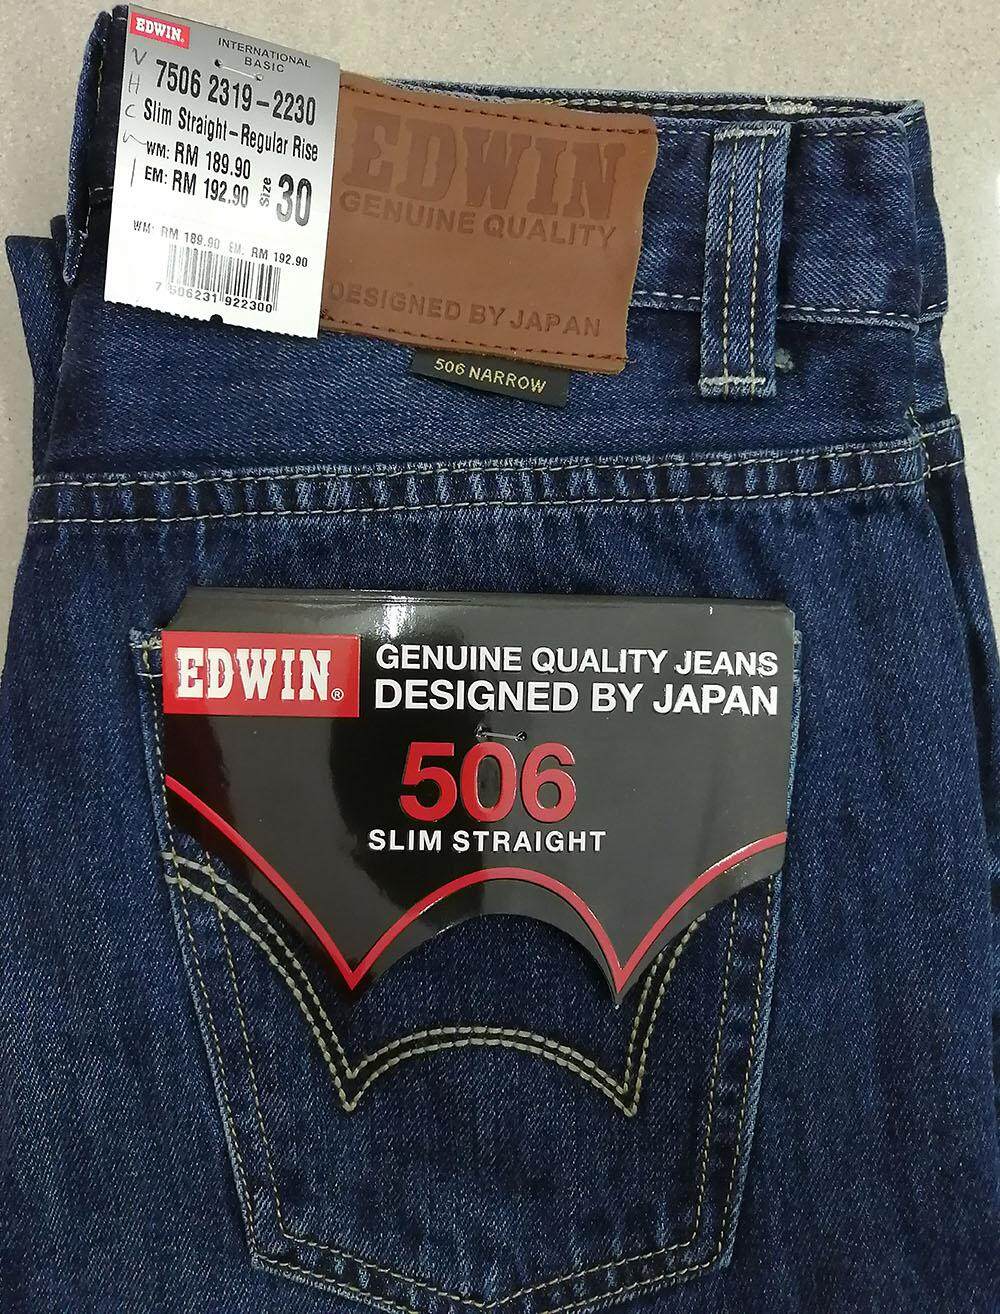 EDWIN.
INTERNATIONAL
BASIC
7506 2319-2230
Slim Straight-Regular Rise
WM: RM 189.90
EM: RM 192.90
Size 30
WM: RM 189.90 EM. RM 192.90
7 506231 922300
V
H
C
EDWIN
GENUINE QUALITY
DESIGNED BY JAPAN
506 NARROW
EDWIN®
GENUINE QUALITY JEANS
DESIGNED BY JAPAN
506
SLIM STRAIGHT